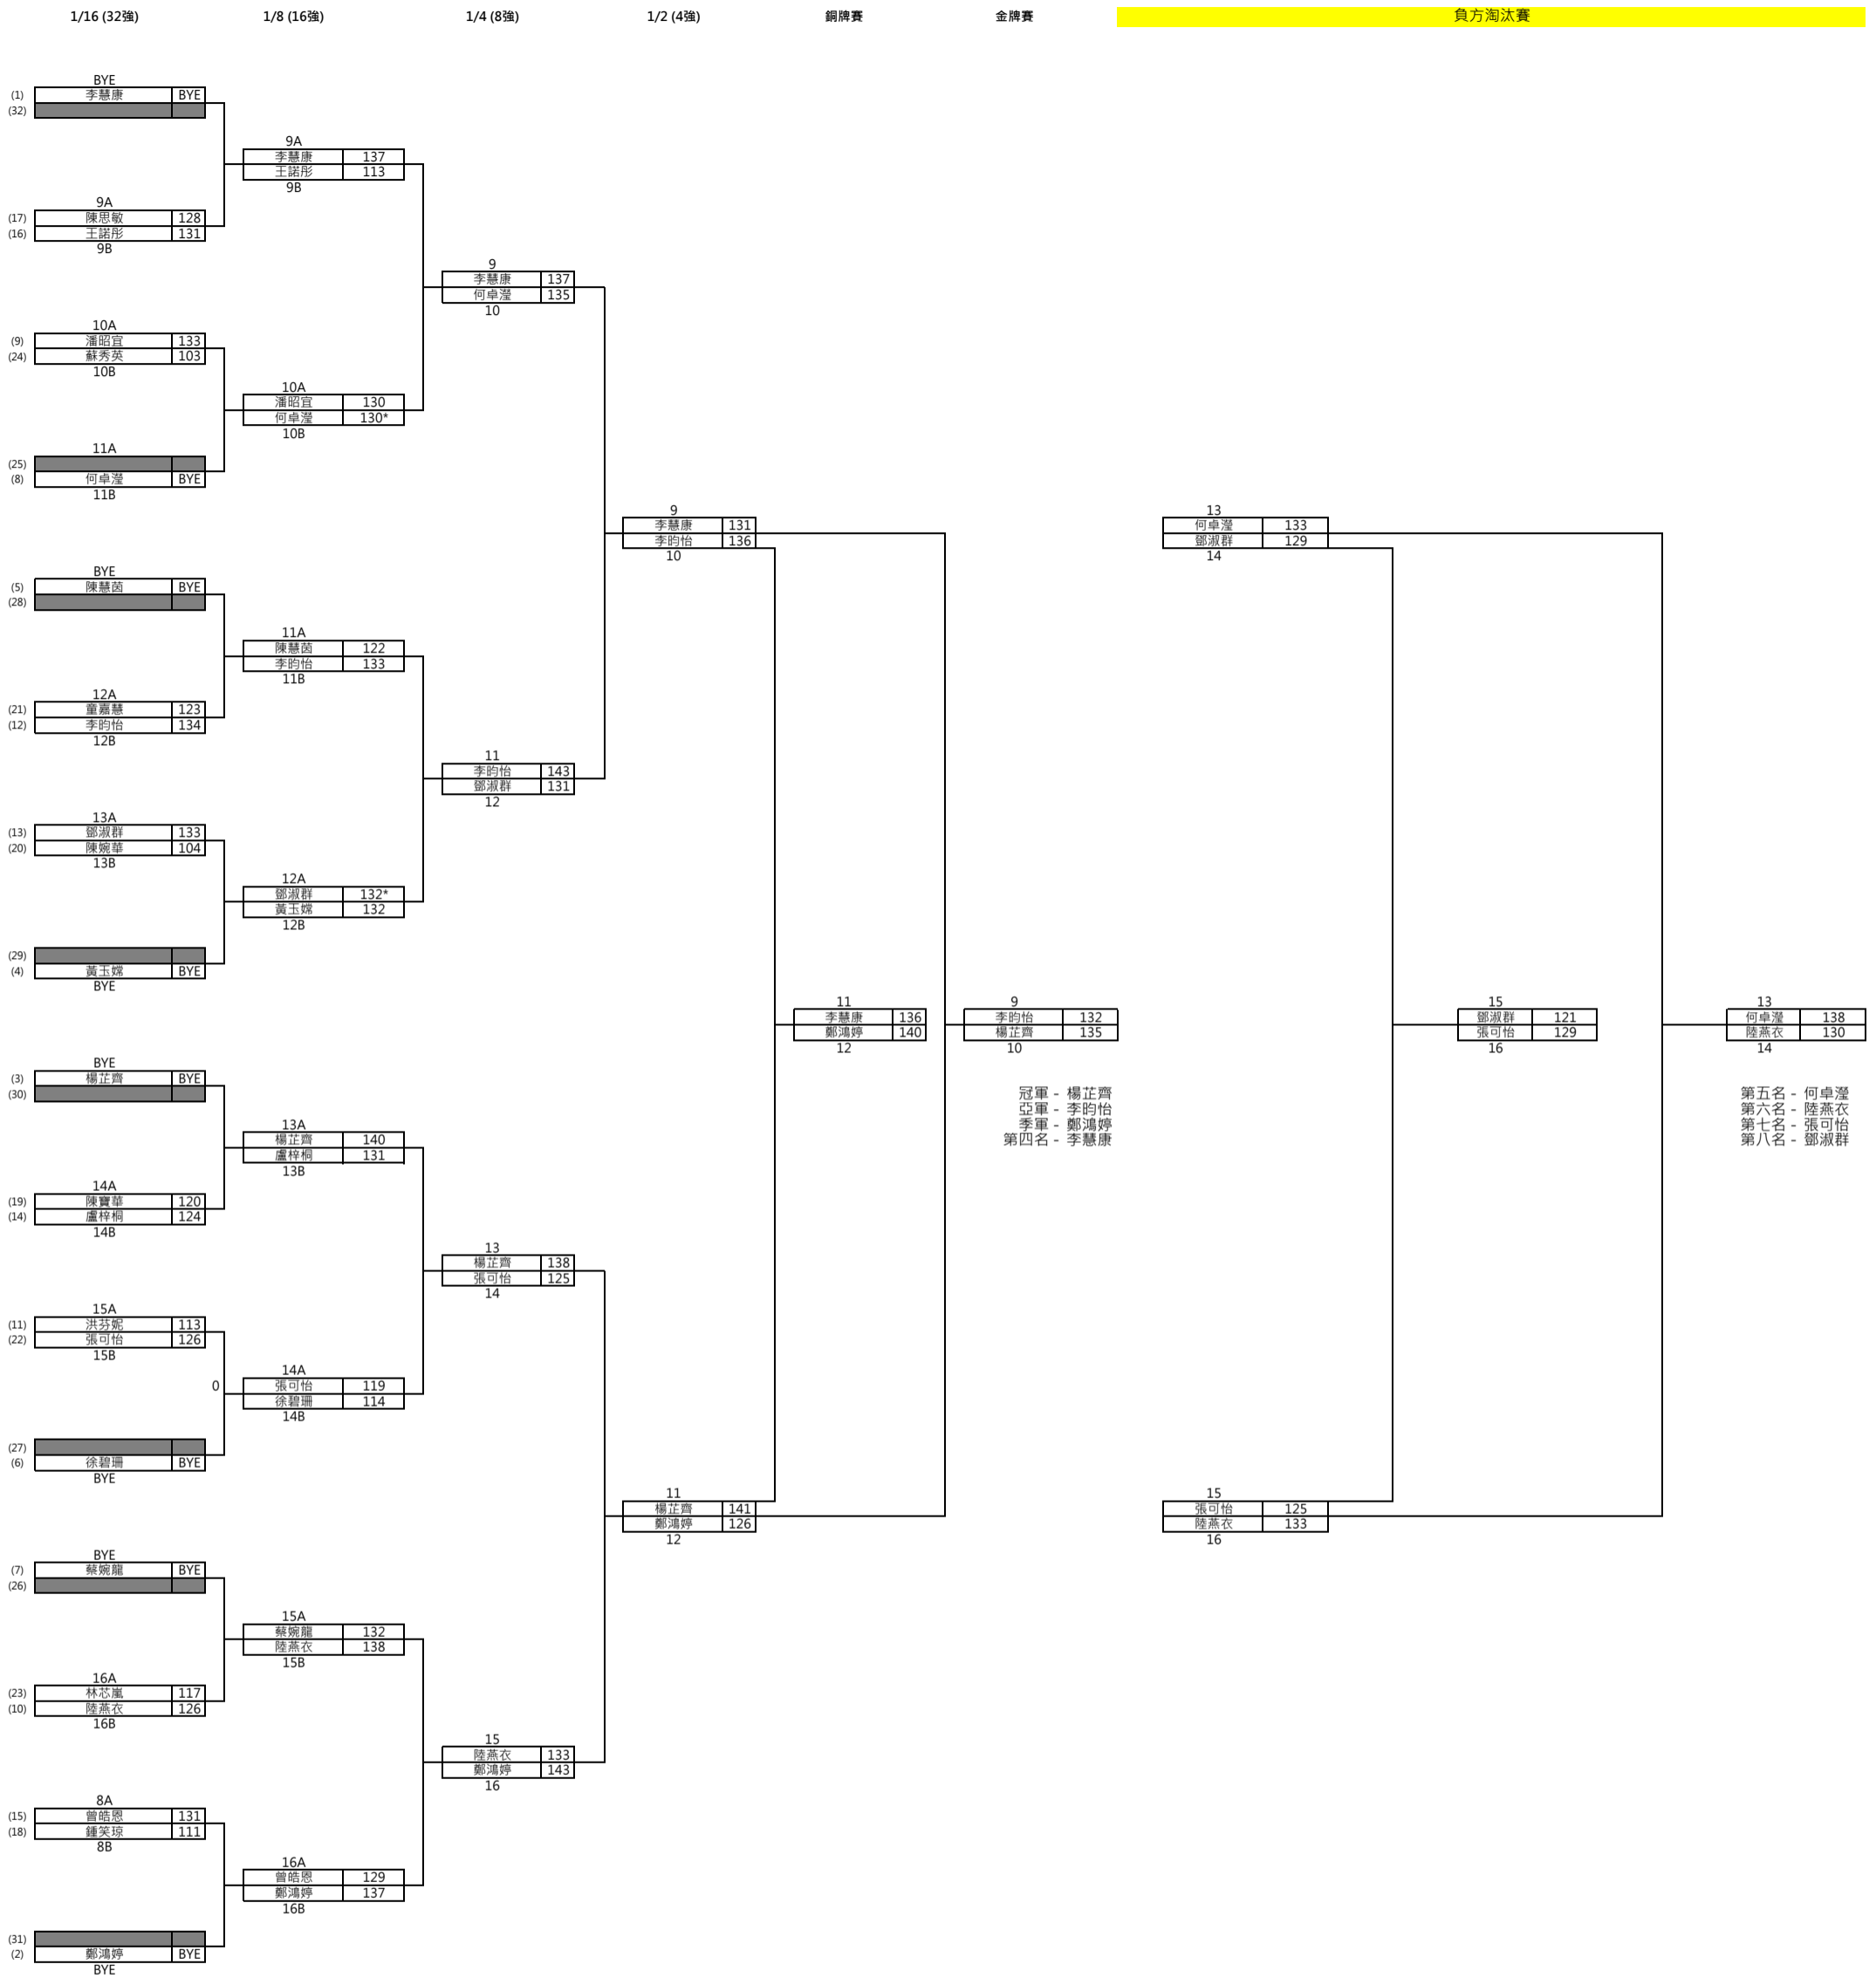 1/16 (32強) 1/8 (16強) 1/4 (8強) 1/2 (4強) 銅牌賽 金牌賽 負方淘汰賽
BYE
(1) 李慧康 BYE
(32)
9A
李慧康 137
王諾彤 113
9B
9A
(17) 陳思敏 128
(16) 王諾彤 131
9B
9
李慧康 137
何卓瀅 135
10
10A
(9) 潘昭宜 133
(24) 蘇秀英 103
10B
10A
潘昭宜 130
何卓瀅 130*
10B
11A
(25)
(8) 何卓瀅 BYE
11B
9 13
李慧康 131 何卓瀅 133
李昀怡 136 鄧淑群 129
10 14
BYE
(5) 陳慧茵 BYE
(28)
11A
陳慧茵 122
李昀怡 133
11B
12A
(21) 童嘉慧 123
(12) 李昀怡 134
12B
11
李昀怡 143
鄧淑群 131
12
13A
(13) 鄧淑群 133
(20) 陳婉華 104
13B
12A
鄧淑群 132*
黃玉嫦 132
12B
(29)
(4) 黃玉嫦 BYE
BYE
11 9 15 13
李慧康 136 李昀怡 132 鄧淑群 121 何卓瀅 138
鄭鴻婷 140 楊芷齊 135 張可怡 129 陸燕衣 130
12 10 16 14
BYE
(3) 楊芷齊 BYE
(30)
冠軍 - 楊芷齊 第五名 - 何卓瀅
亞軍 - 李昀怡 第六名 - 陸燕衣
季軍 - 鄭鴻婷 第七名 - 張可怡
第四名 - 李慧康 第八名 - 鄧淑群
13A
楊芷齊 140
盧梓桐 131
13B
14A
(19) 陳寶華 120
(14) 盧梓桐 124
14B
13
楊芷齊 138
張可怡 125
14
15A
(11) 洪芬妮 113
(22) 張可怡 126
15B
14A
0 張可怡 119
徐碧珊 114
14B
(27)
(6) 徐碧珊 BYE
BYE
11 15
楊芷齊 141 張可怡 125
鄭鴻婷 126 陸燕衣 133
12 16
BYE
(7) 蔡婉龍 BYE
(26)
15A
蔡婉龍 132
陸燕衣 138
15B
16A
(23) 林芯嵐 117
(10) 陸燕衣 126
16B
15
陸燕衣 133
鄭鴻婷 143
16
8A
(15) 曾皓恩 131
(18) 鍾笑琼 111
8B
16A
曾皓恩 129
鄭鴻婷 137
16B
(31)
(2) 鄭鴻婷 BYE
BYE